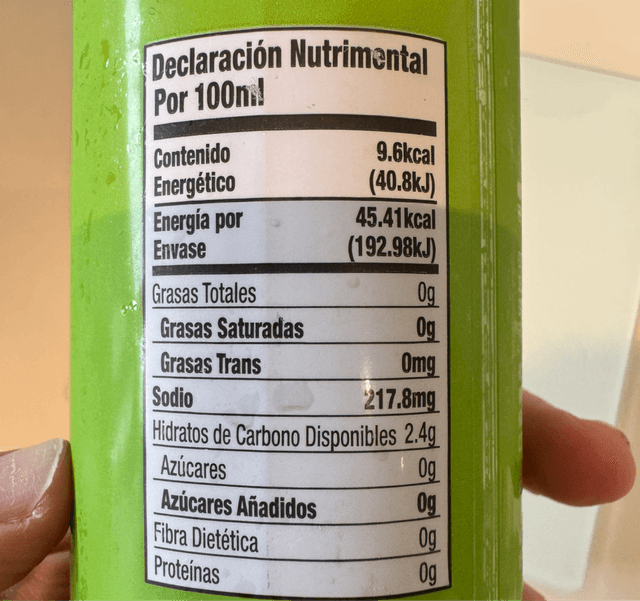 Declaración Nutrimental
Por 100ml
Contenido 9.6kcal
Energético (40.8kJ)
Energía por 45.41kcal
Envase (192.98kJ)
Grasas Totales 0g
Grasas Saturadas 0g
Grasas Trans 0mg
Sodio 217.8mg
Hidratos de Carbono Disponibles 2.4g
Azúcares 0g
Azúcares Añadidos 0g
Fibra Dietética 0g
Proteínas 0g